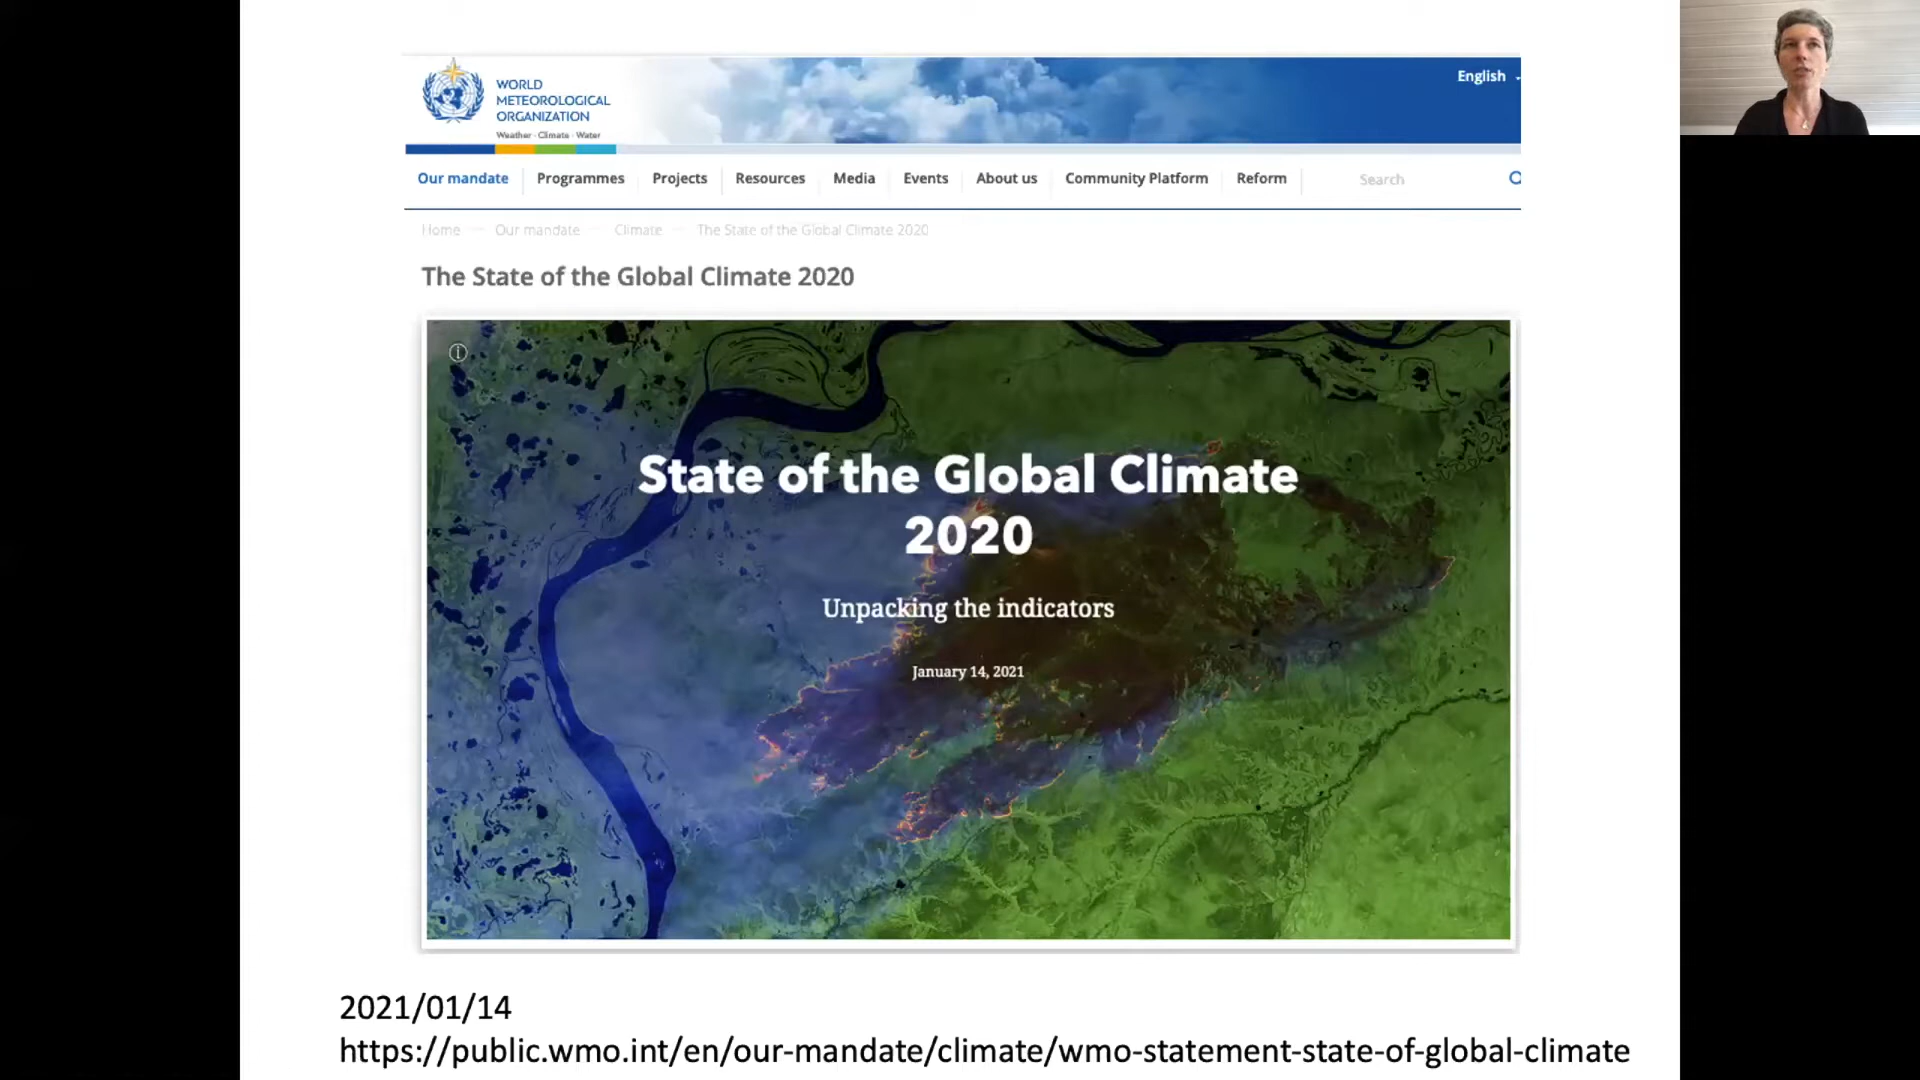 WORLD
METEOROLOGICAL
ORGANIZATION
Weather · Climate · Water
English
Our mandate Programmes Projects Resources Media Events About us Community Platform Reform Search
Home Our mandate Climate The State of the Global Climate 2020
The State of the Global Climate 2020
State of the Global Climate
2020
Unpacking the indicators
January 14, 2021
2021/01/14
https://public.wmo.int/en/our-mandate/climate/wmo-statement-state-of-global-climate